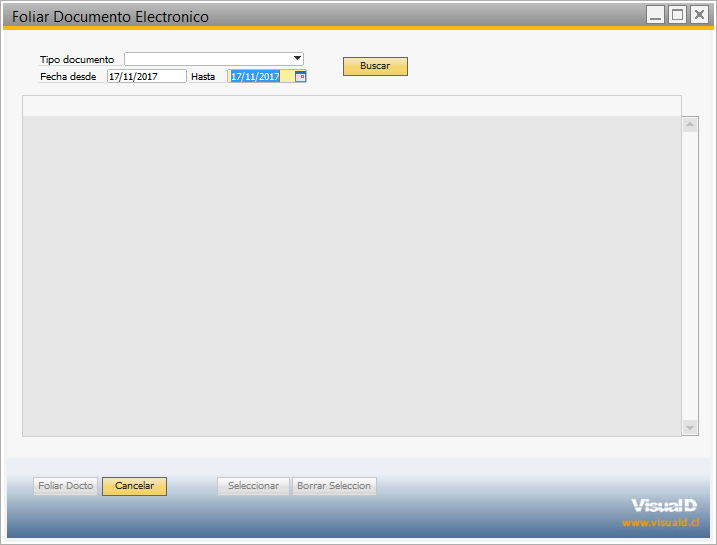 Foliar Documento Electronico
Tipo documento
Buscar
Fecha desde 17/11/2017 Hasta 17/11/2017
Foliar Docto Cancelar Seleccionar Borrar Seleccion
VisualD
www.visuald.cl